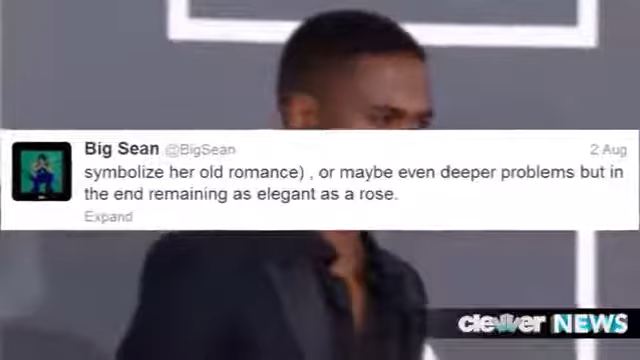 Big Sean @BigSean 2 Aug
symbolize her old romance) , or maybe even deeper problems but in
the end remaining as elegant as a rose.
Expand
clevver NEWS